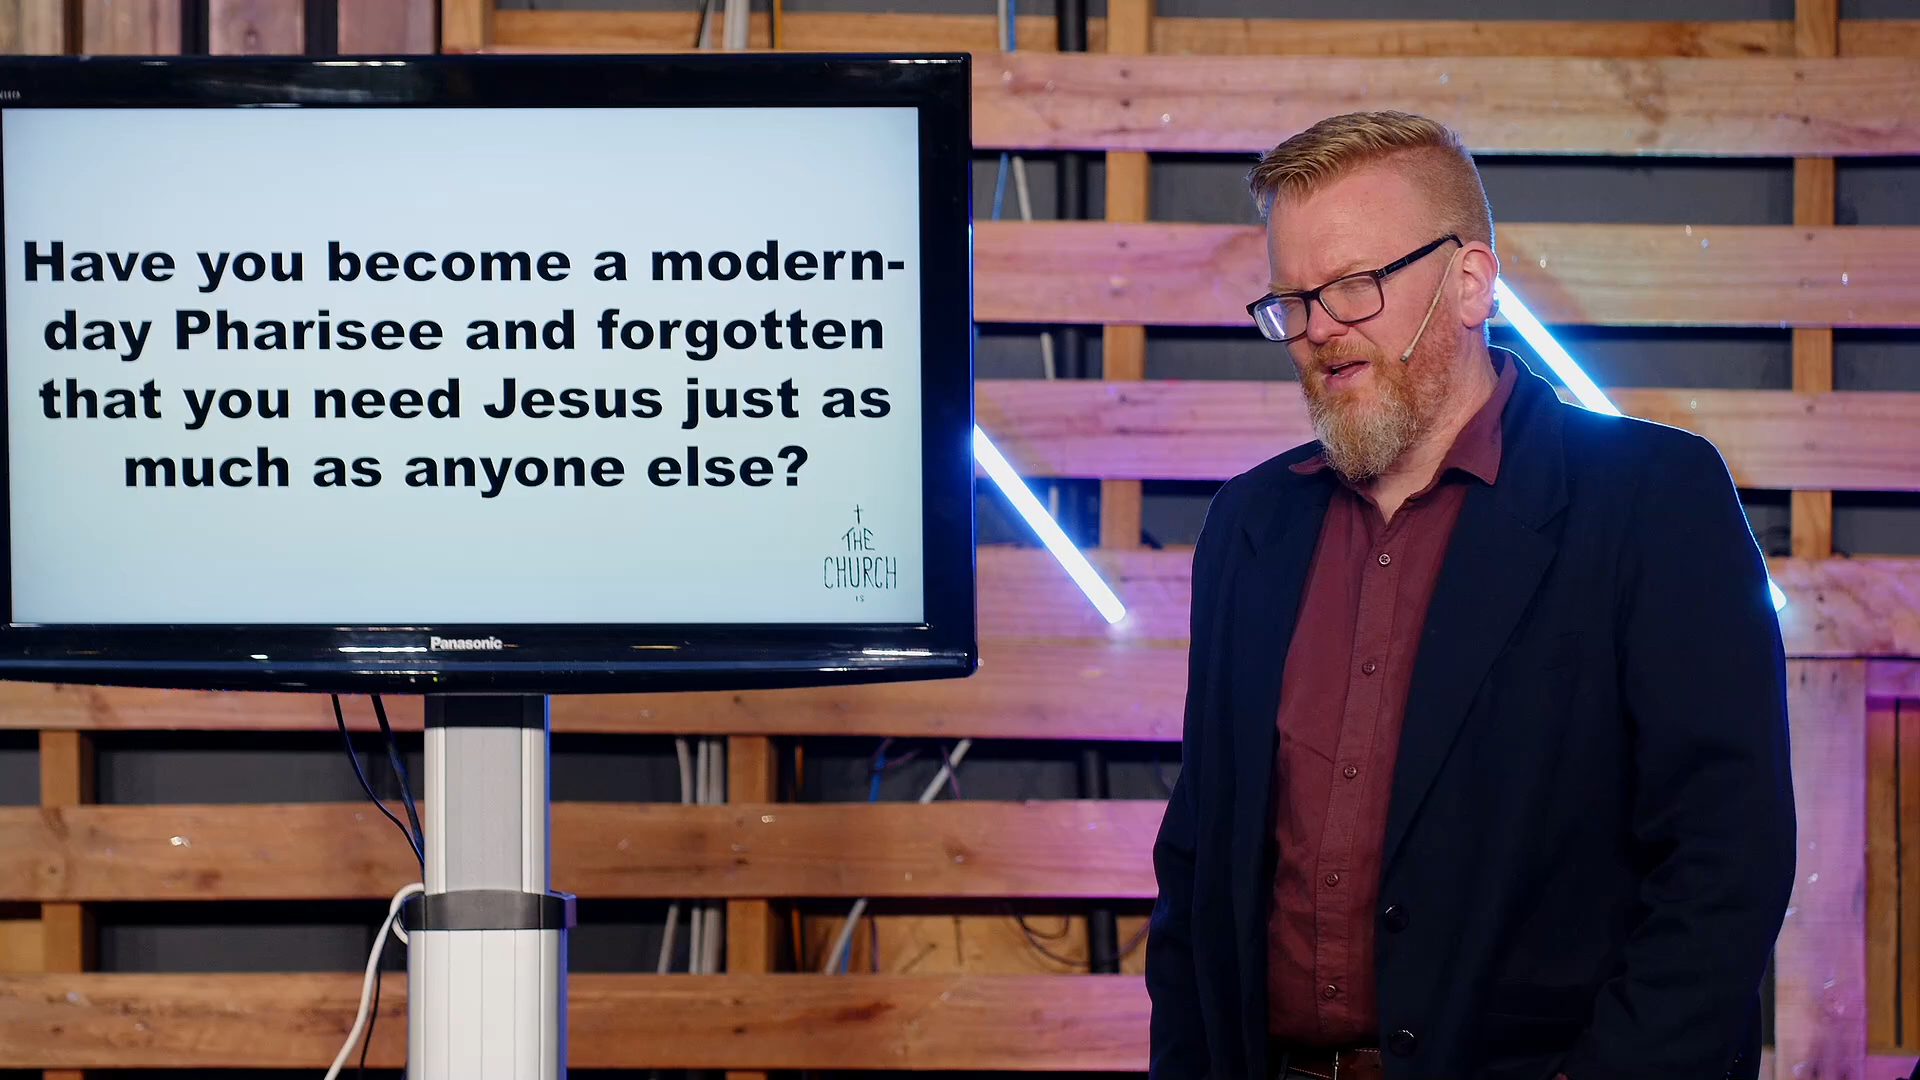 Have you become a modern-
day Pharisee and forgotten
that you need Jesus just as
much as anyone else?
THE
CHURCH
IS
Panasonic